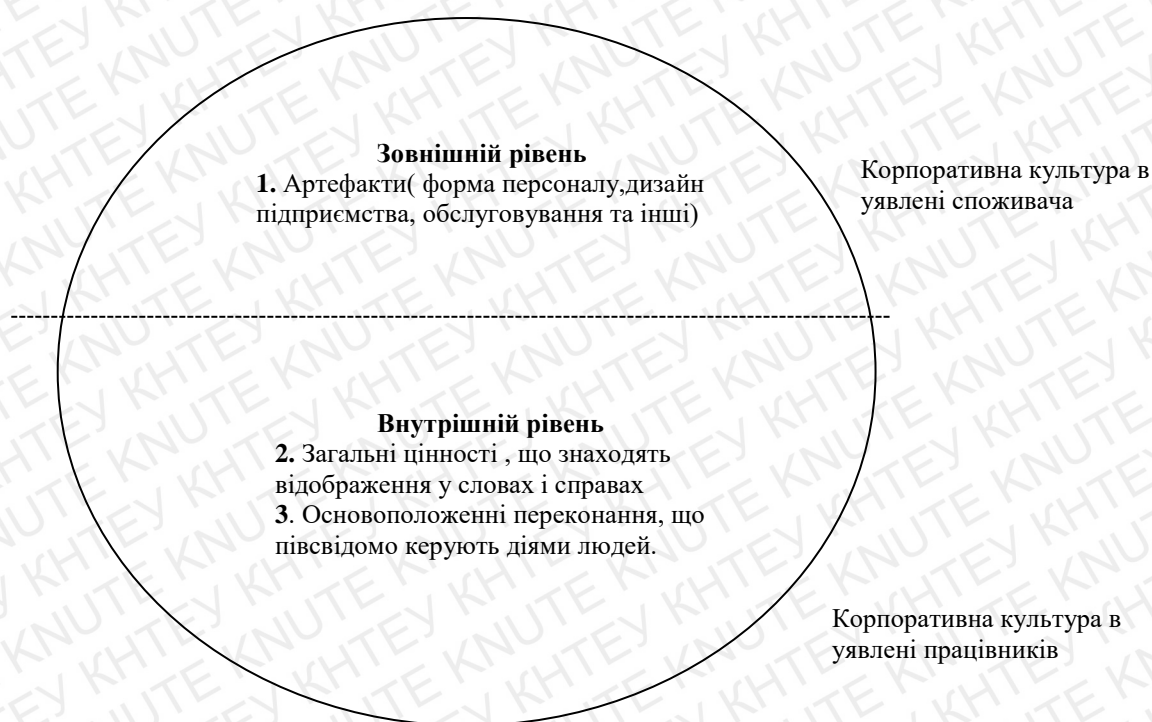 Зовнішній рівень
1. Артефакти( форма персоналу,дизайн
підприємства, обслуговування та інші)
Корпоративна культура в
уявлені споживача
Внутрішній рівень
2. Загальні цінності , що знаходять
відображення у словах і справах
3. Основоположенні переконання, що
півсвідомо керують діями людей.
Корпоративна культура в
уявлені працівників